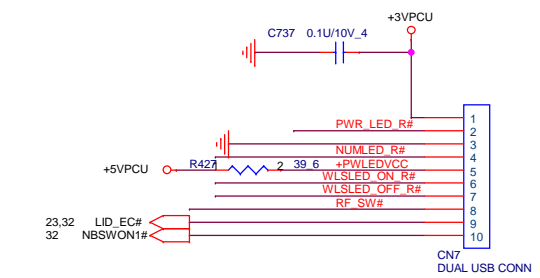 +3VPCU
C737 0.1U/10V_4
PWR_LED_R#
1
2
3
NUMLED_R#
4
+5VPCU
R427
2
39_6
+PWLEDVCC
5
WLSLED_ON_R#
6
WLSLED_OFF_R#
7
RF_SW#
8
23,32 LID_EC#
9
32 NBSWON1#
10
CN7
DUAL USB CONN